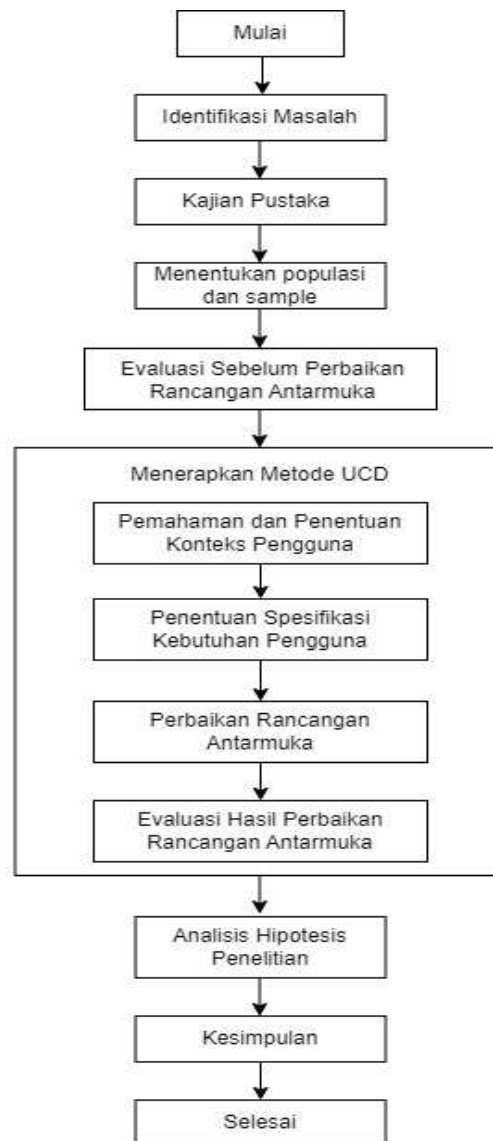 Mulai
Identifikasi Masalah
Kajian Pustaka
Menentukan populasi
dan sample
Evaluasi Sebelum Perbaikan
Rancangan Antarmuka
Menerapkan Metode UCD
Pemahaman dan Penentuan
Konteks Pengguna
Penentuan Spesifikasi
Kebutuhan Pengguna
Perbaikan Rancangan
Antarmuka
Evaluasi Hasil Perbaikan
Rancangan Antarmuka
Analisis Hipotesis
Penelitian
Kesimpulan
Selesai